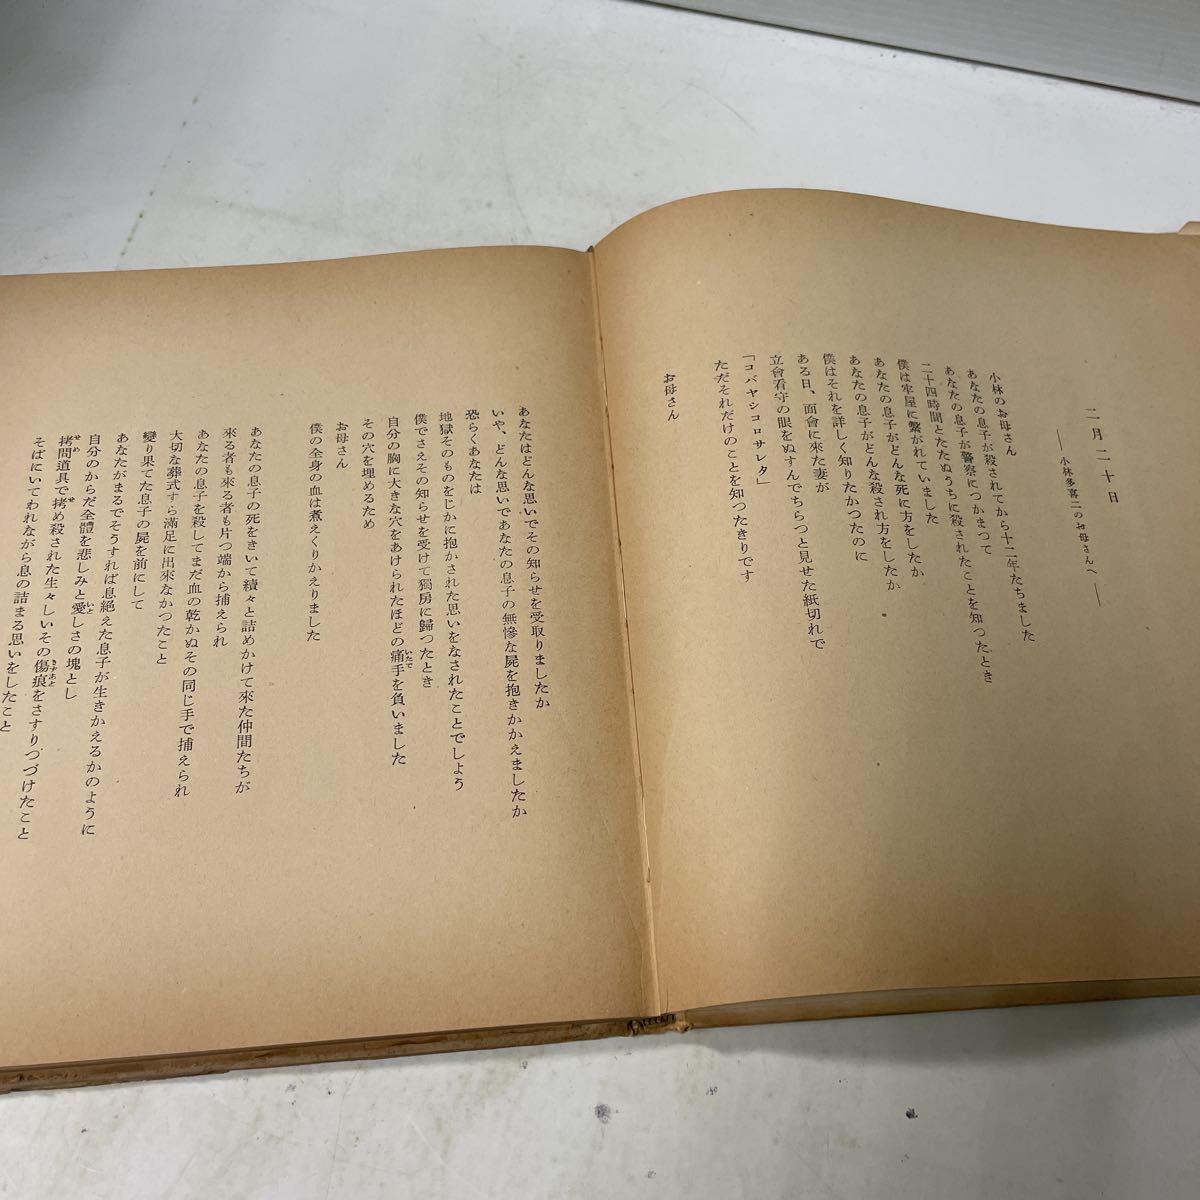 二月二十日
――小林多喜二のお母さんへ――
小林のお母さん
あなたの息子が殺されてから十二年たちました
あなたの息子が警察につかまつて
二十四時間とたたぬうちに殺されたことを知つたとき
僕は牢屋に繋がれていました
あなたの息子がどんな死に方をしたか
あなたの息子がどんな殺され方をしたか
僕はそれを詳しく知りたかつたのに
ある日、面會に來た妻が
立會看守の眼をぬすんでちらつと見せた紙切れで
「コバヤシコロサレタ」
ただそれだけのことを知つたきりです
お母さん
あなたはどんな思いでその知らせを受取りましたか
いや、どんな思いであなたの息子の無惨な屍を抱きかかえましたか
恐らくあなたは
地獄そのものをじかに抱かされた思いをなされたことでしよう
僕でさえその知らせを受けて獨房に歸つたとき
自分の胸に大きな穴をあけられたほどの痛手を負いました
その穴を埋めるため
お母さん
僕の全身の血は煮えくりかえりました
あなたの息子の死をきいて續々と詰めかけて來た仲間たちが
來る者も來る者も片つ端から捕えられ
あなたの息子を殺してまだ血の乾かぬその同じ手で捕えられ
大切な葬式すら滿足に出來なかつたこと
變り果てた息子の屍を前にして
あなたがまるでそうすれば息絶えた息子が生きかえるかのように
自分のからだ全體を悲しみと愛しさの塊とし
拷問道具で拷め殺された生々しいその傷痕をさすりつづけたこと
そばにいてわれながら息の詰まる思いをしたこと